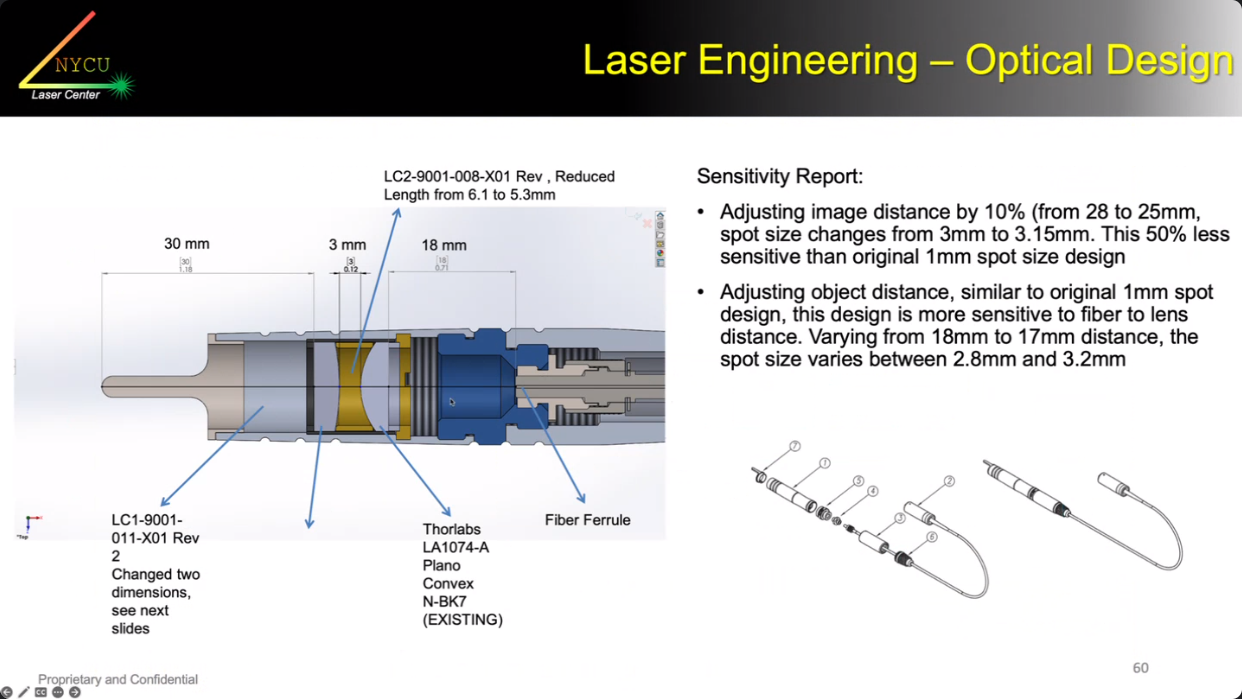 NYCU
Laser Center
Laser Engineering – Optical Design
LC2-9001-008-X01 Rev , Reduced
Length from 6.1 to 5.3mm
30 mm
3 mm
18 mm
[30]
1.18
[3]
0.12
[18]
0.71
LC1-9001-
011-X01 Rev
2
Changed two
dimensions,
see next
slides
Thorlabs
LA1074-A
Plano
Convex
N-BK7
(EXISTING)
Fiber Ferrule
*Top
Sensitivity Report:
• Adjusting image distance by 10% (from 28 to 25mm,
spot size changes from 3mm to 3.15mm. This 50% less
sensitive than original 1mm spot size design
• Adjusting object distance, similar to original 1mm spot
design, this design is more sensitive to fiber to lens
distance. Varying from 18mm to 17mm distance, the
spot size varies between 2.8mm and 3.2mm
7
1
5
4
2
3
6
Proprietary and Confidential
60
CC